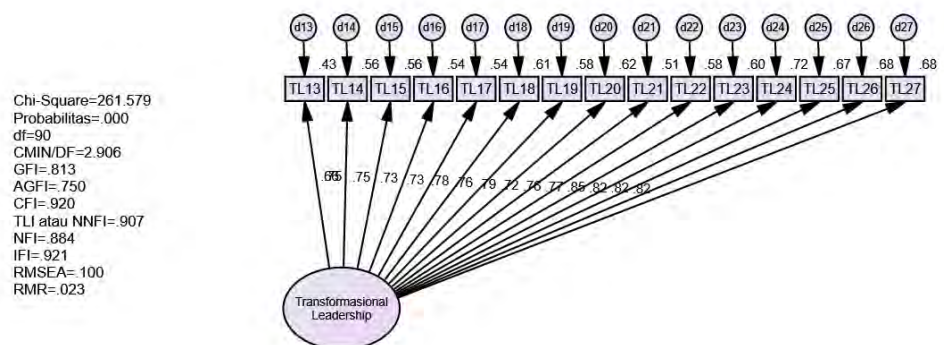 d13 d14 d15 d16 d17 d18 d19 d20 d21 d22 d23 d24 d25 d26 d27
.43 .56 .56 .54 .54 .61 .58 .62 .51 .58 .60 .72 .67 .68 .68
TL13 TL14 TL15 TL16 TL17 TL18 TL19 TL20 TL21 TL22 TL23 TL24 TL25 TL26 TL27
Chi-Square=261.579
Probabilitas=.000
df=90
CMIN/DF=2.906
GFI=.813
AGFI=.750
CFI=.920
TLI atau NNFI=.907
NFI=.884
IFI=.921
RMSEA=.100
RMR=.023
.75 .75 .73 .73 .78 .76 .79 .72 .76 .77 .85 .82 .82 .82
Transformasional
Leadership